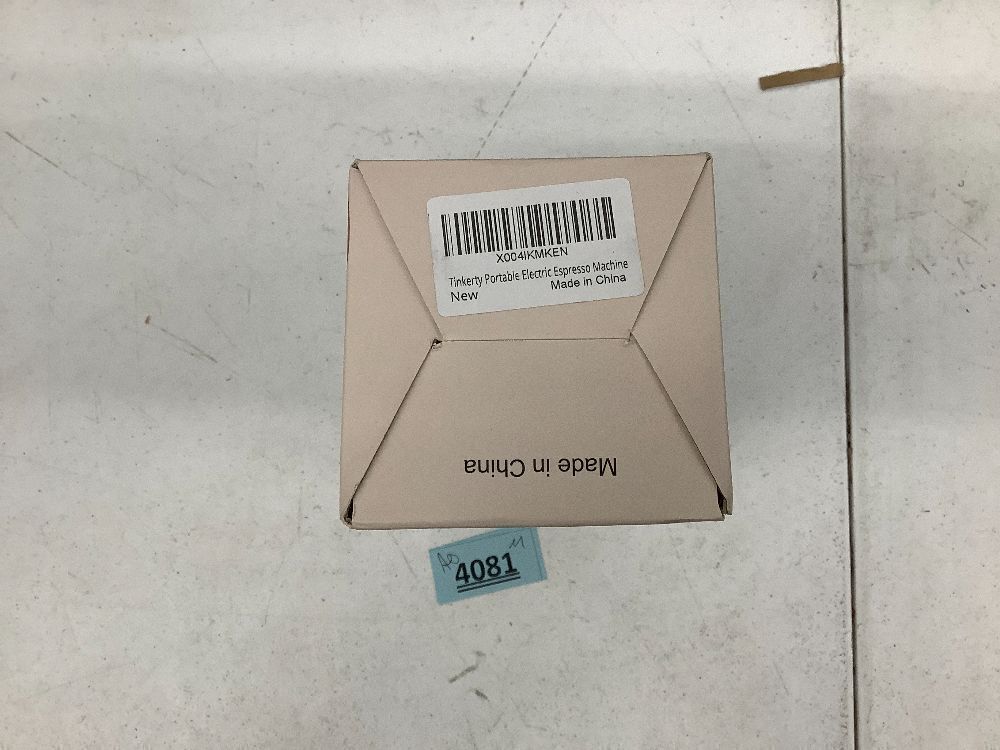 X004IKMKEN
Tinkerty Portable Electric Espresso Machine
New
Made in China
Made in China
4081